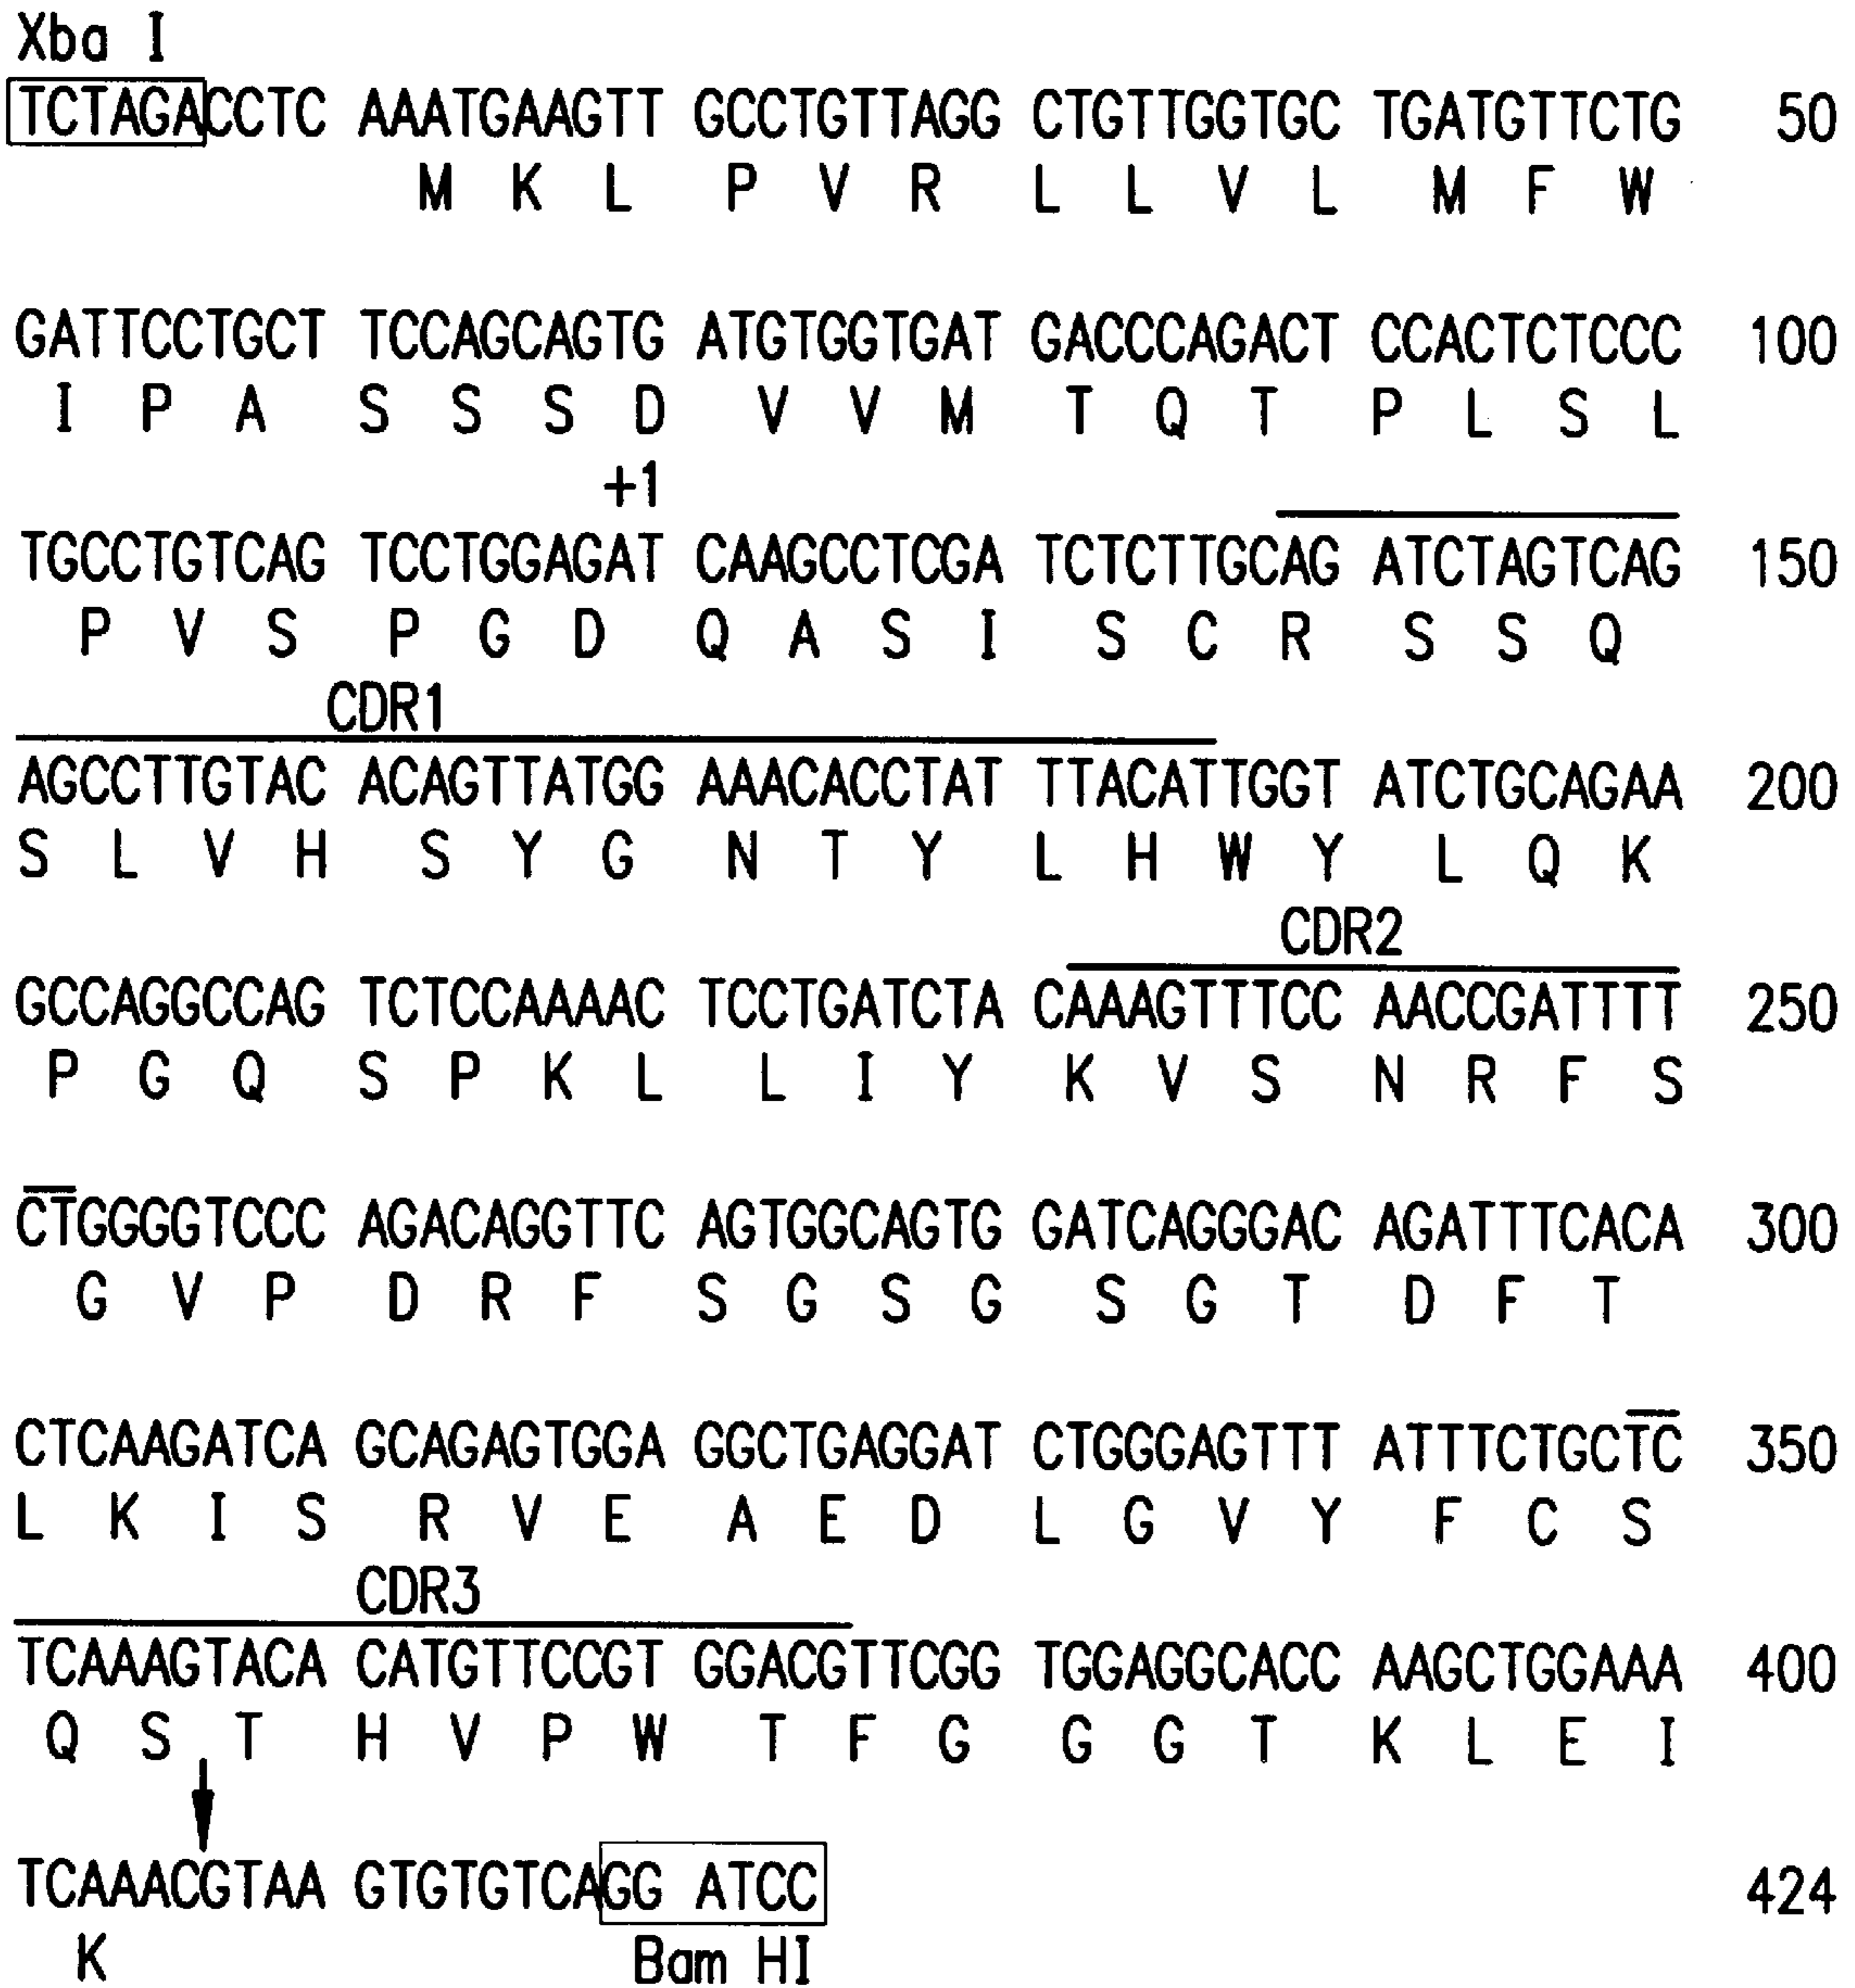 Xba I
TCTAGACCTC AAATGAAGTT GCCTGTTAGG CTGTTGGTGC TGATGTTCTG 50
M K L P V R L L V L M F W
GATTCCTGCT TCCAGCAGTG ATGTGGTGAT GACCCAGACT CCACTCTCCC 100
I P A S S S D V V M T Q T P L S L
+1
TGCCTGTCAG TCCTGGAGAT CAAGCCTCGA TCTCTTGCAG ATCTAGTCAG 150
P V S P G D Q A S I S C R S S Q
CDR1
AGCCTTGTAC ACAGTTATGG AAACACCTAT TTACATTGGT ATCTGCAGAA 200
S L V H S Y G N T Y L H W Y L Q K
CDR2
GCCAGGCCAG TCTCCAAAAC TCCTGATCTA CAAAGTTTCC AACCGATTTT 250
P G Q S P K L L I Y K V S N R F S
CTGGGGTCCC AGACAGGTTC AGTGGCAGTG GATCAGGGAC AGATTTCACA 300
G V P D R F S G S G S G T D F T
CTCAAGATCA GCAGAGTGGA GGCTGAGGAT CTGGGAGTTT ATTTCTGCTC 350
L K I S R V E A E D L G V Y F C S
CDR3
TCAAAGTACA CATGTTCCGT GGACGTTCGG TGGAGGCACC AAGCTGGAAA 400
Q S T H V P W T F G G G T K L E I
TCAAACGTAA GTGTGTCAGG ATCC 424
K Bam HI